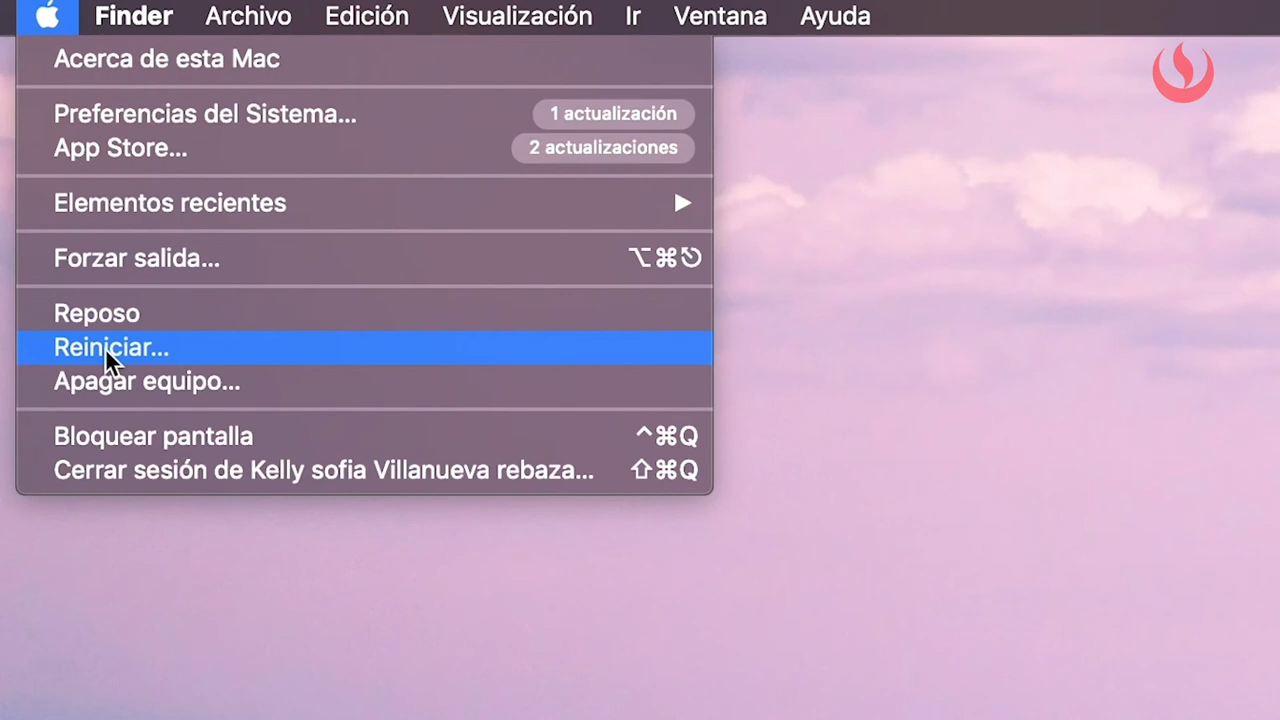 Finder Archivo Edición Visualización Ir Ventana Ayuda
Acerca de esta Mac
Preferencias del Sistema... 1 actualización
App Store... 2 actualizaciones
Elementos recientes ▶
Forzar salida... ⌥⌘⎋
Reposo
Reiniciar...
Apagar equipo...
Bloquear pantalla ^⌘Q
Cerrar sesión de Kelly sofia Villanueva rebaza... ⇧⌘Q